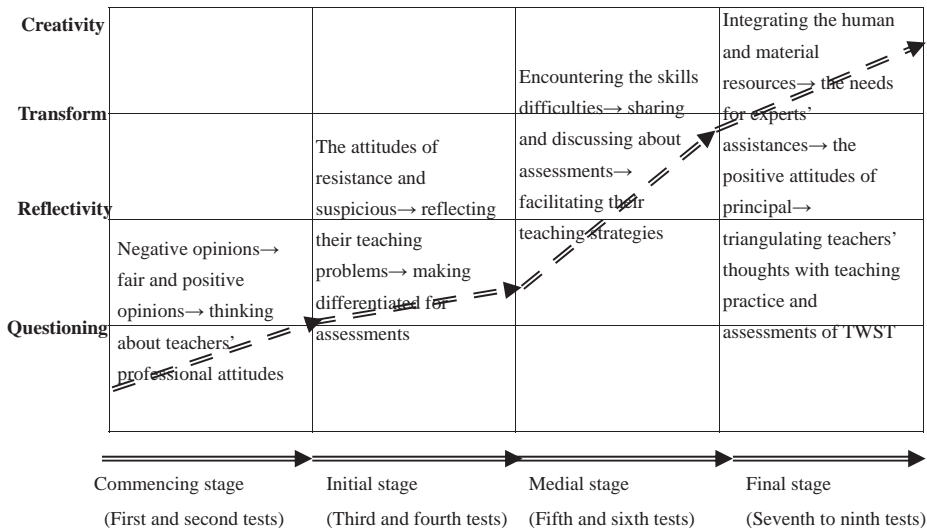 Creativity
Transform
Reflectivity
Questioning
Negative opinions→
fair and positive
opinions→ thinking
about teachers'
professional attitudes
The attitudes of
resistance and
suspicious→ reflecting
their teaching
problems→ making
differentiated for
assessments
Encountering the skills
difficulties→ sharing
and discussing about
assessments→
facilitating their
teaching strategies
Integrating the human
and material
resources→ the needs
for experts'
assistances→ the
positive attitudes of
principal→
triangulating teachers'
thoughts with teaching
practice and
assessments of TWST
Commencing stage
(First and second tests)
Initial stage
(Third and fourth tests)
Medial stage
(Fifth and sixth tests)
Final stage
(Seventh to ninth tests)